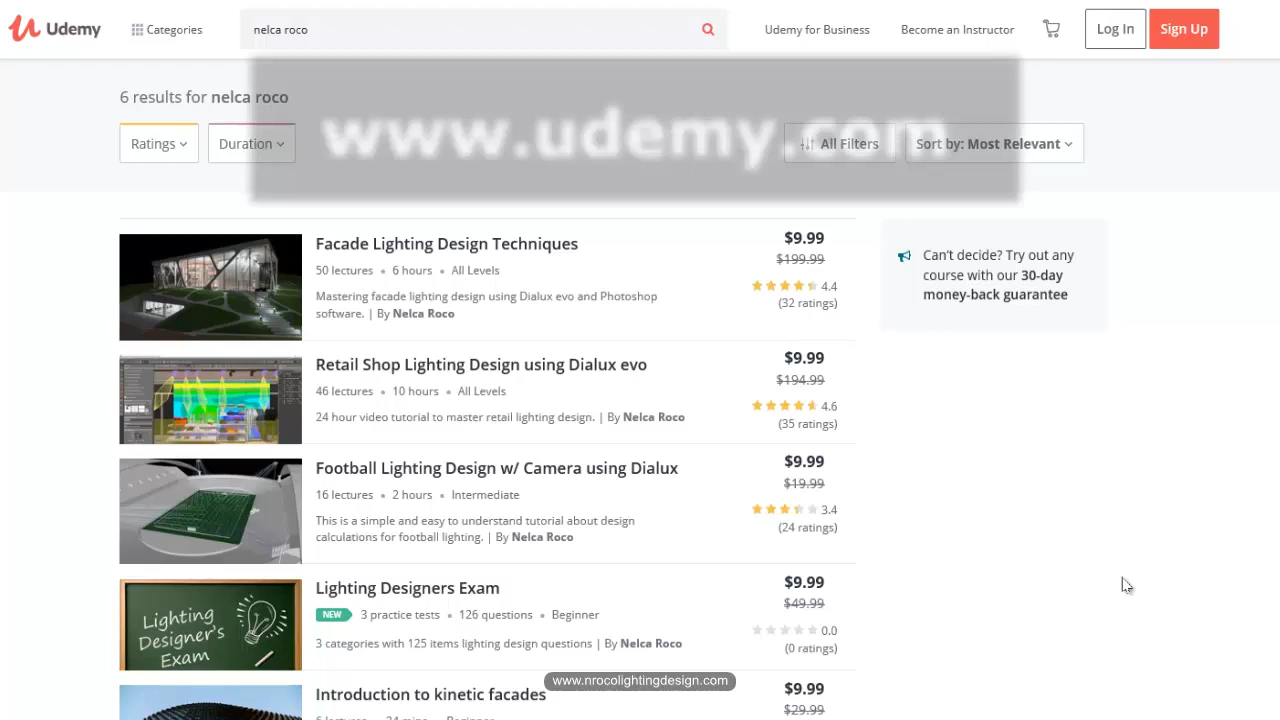 Udemy
Categories
nelca roco
Udemy for Business
Become an Instructor
Log In
Sign Up
6 results for nelca roco
www.udemy.com
Ratings
Duration
All Filters
Sort by: Most Relevant
Facade Lighting Design Techniques
$9.99
50 lectures • 6 hours • All Levels
$199.99
Mastering facade lighting design using Dialux evo and Photoshop
software. | By Nelca Roco
4.4
(32 ratings)
Can't decide? Try out any
course with our 30-day
money-back guarantee
Retail Shop Lighting Design using Dialux evo
$9.99
46 lectures • 10 hours • All Levels
$194.99
24 hour video tutorial to master retail lighting design. | By Nelca Roco
4.6
(35 ratings)
Football Lighting Design w/ Camera using Dialux
$9.99
16 lectures • 2 hours • Intermediate
$19.99
This is a simple and easy to understand tutorial about design
calculations for football lighting. | By Nelca Roco
3.4
(24 ratings)
Lighting
Designer's
Exam
Lighting Designers Exam
$9.99
NEW 3 practice tests • 126 questions • Beginner
$49.99
3 categories with 125 items lighting design questions | By Nelca Roco
0.0
(0 ratings)
www.nrocolightingdesign.com
Introduction to kinetic facades
$9.99
$29.99